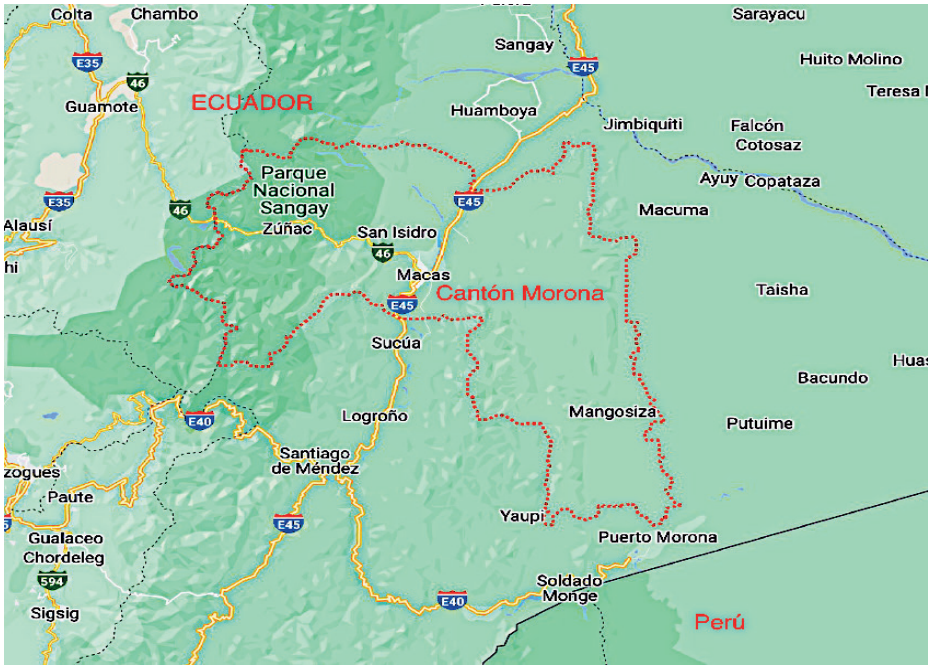 Colta
Chambo
Sarayacu
Sangay
E45
Huito Molino
E35
46
Teresa
ECUADOR
Guamote
Huamboya
Jimbiquiti
Falcón
Cotosaz
Parque
Nacional
Sangay
Ayuy
Copataza
E35
46
E45
Macuma
Alausí
Zúñac
San Isidro
46
hi
Macas
Cantón Morona
Taisha
E45
Sucúa
Huas
Bacundo
Logroño
Mangosiza
E40
Putuime
Santiago
de Méndez
zogues
Paute
Yaupi
E45
Puerto Morona
Gualaceo
Chordeleg
594
Soldado
Monge
E40
Sigsig
Perú